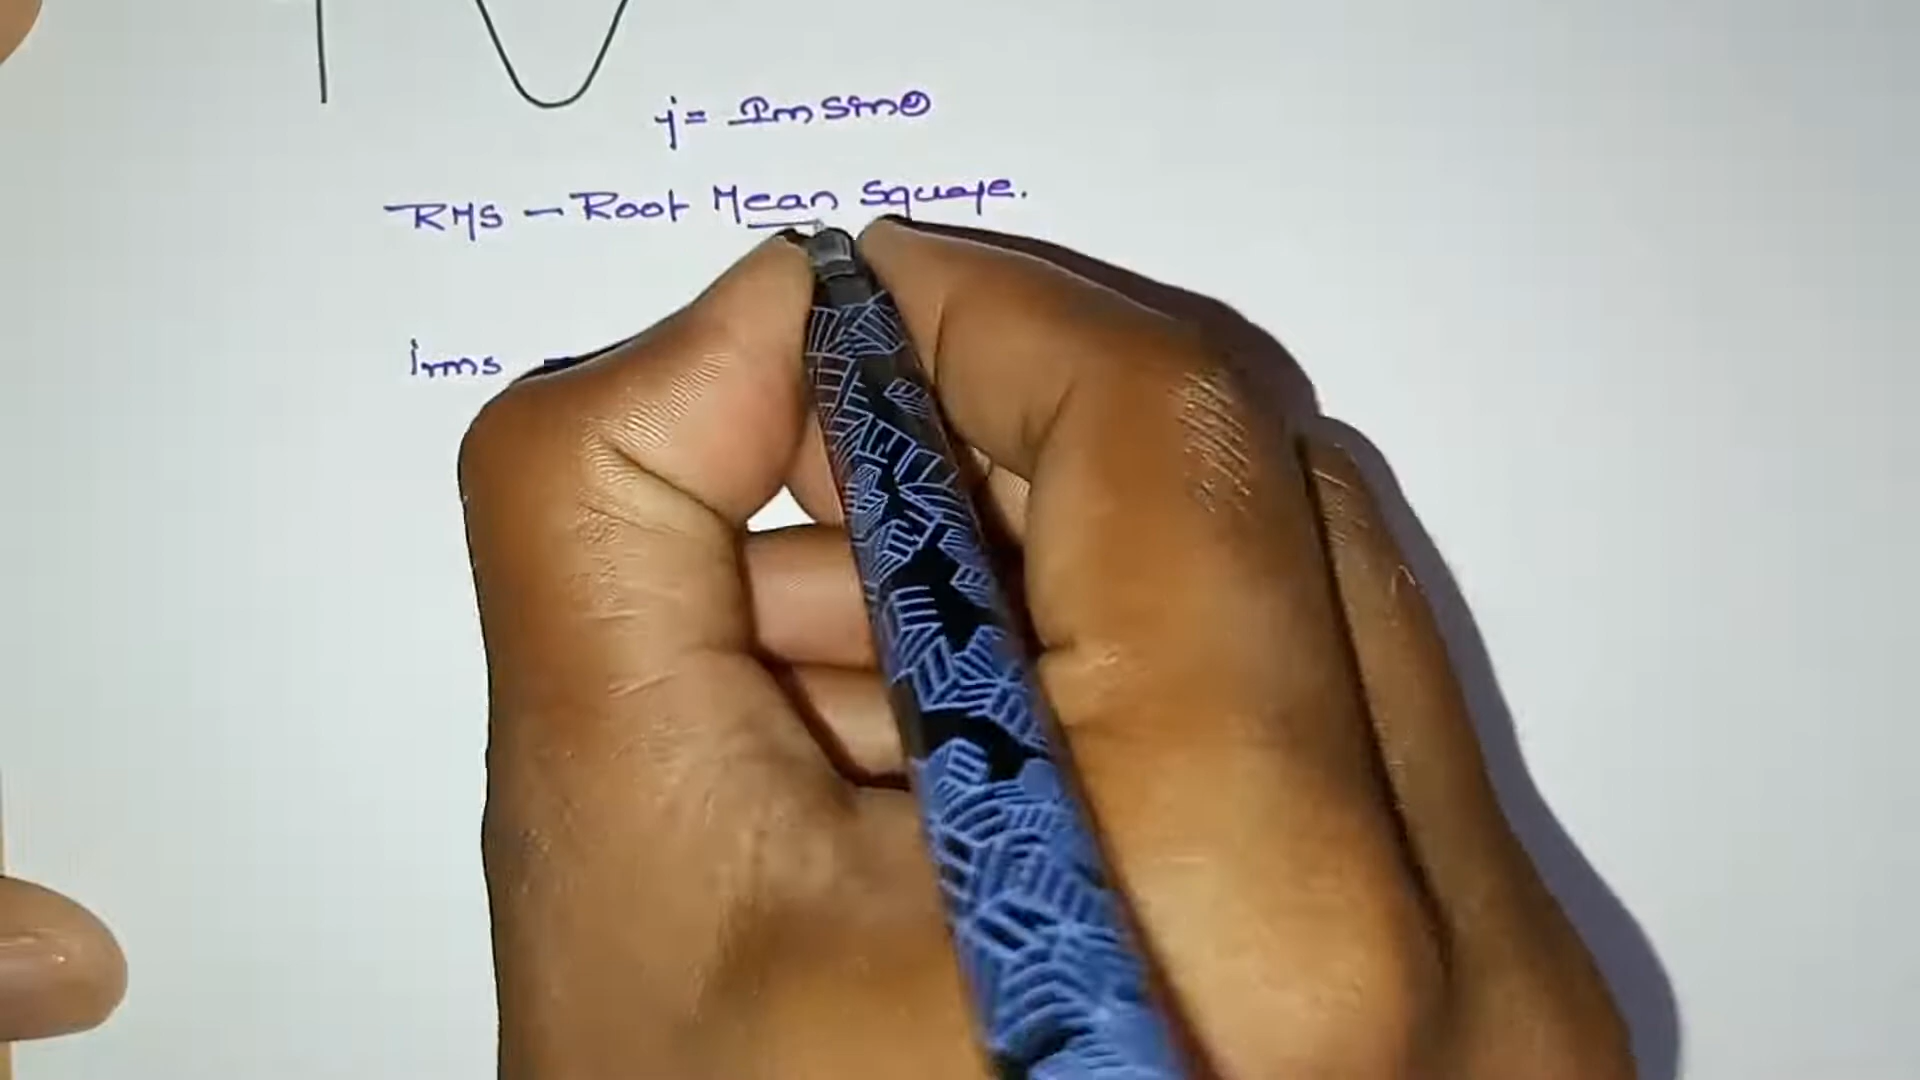 i = Im sinθ
RMS - Root Mean Square.
irms =